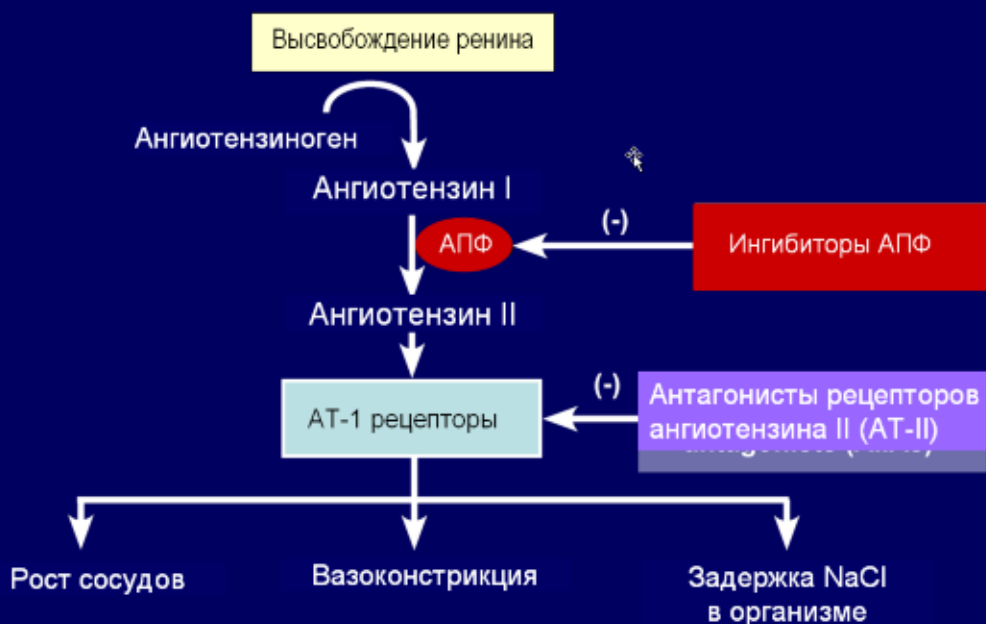 Высвобождение ренина
Ангиотензиноген
Ангиотензин I
АПФ
(-)
Ингибиторы АПФ
Ангиотензин II
АТ-1 рецепторы
(-)
Антагонисты рецепторов
ангиотензина II (АТ-II)
Рост сосудов
Вазоконстрикция
Задержка NaCl
в организме